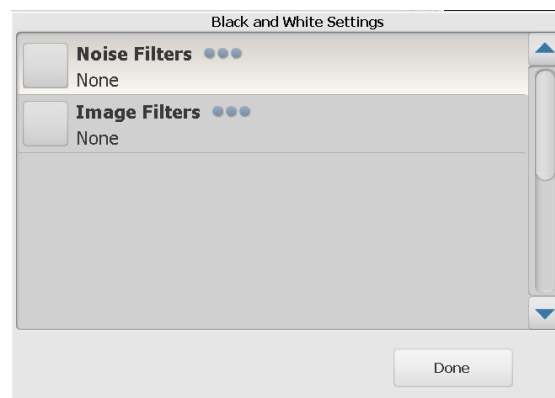 Black and White Settings
Noise Filters
None
Image Filters
None
Done